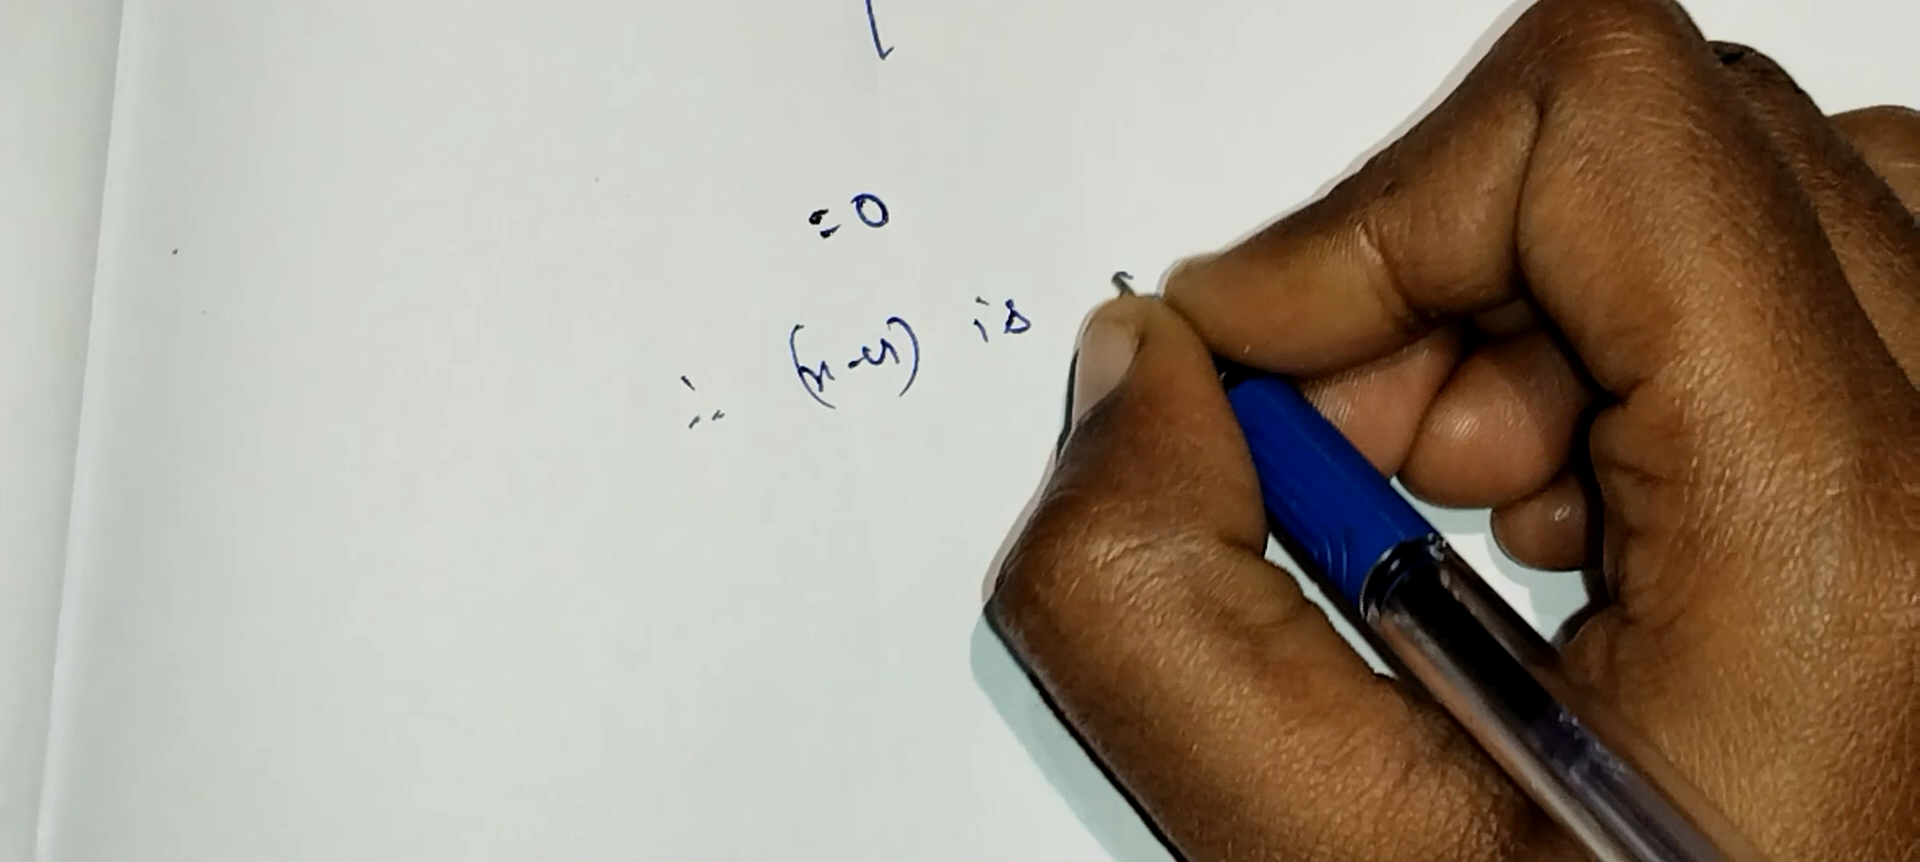 =0
∴ (x-y) is